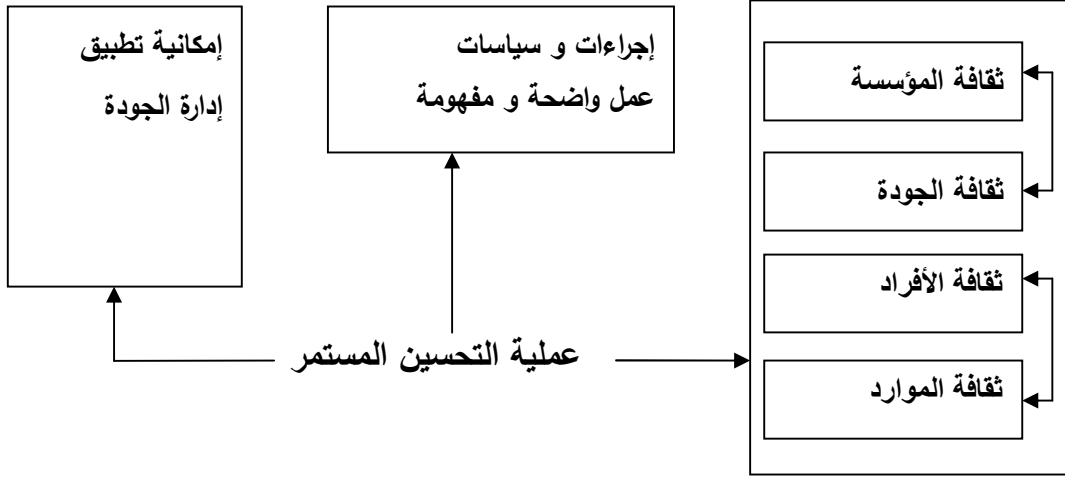 ثقافة المؤسسة
ثقافة الجودة
ثقافة الأفراد
ثقافة الموارد
إجراءات و سياسات
عمل واضحة و مفهومة
إمكانية تطبيق
إدارة الجودة
عملية التحسين المستمر